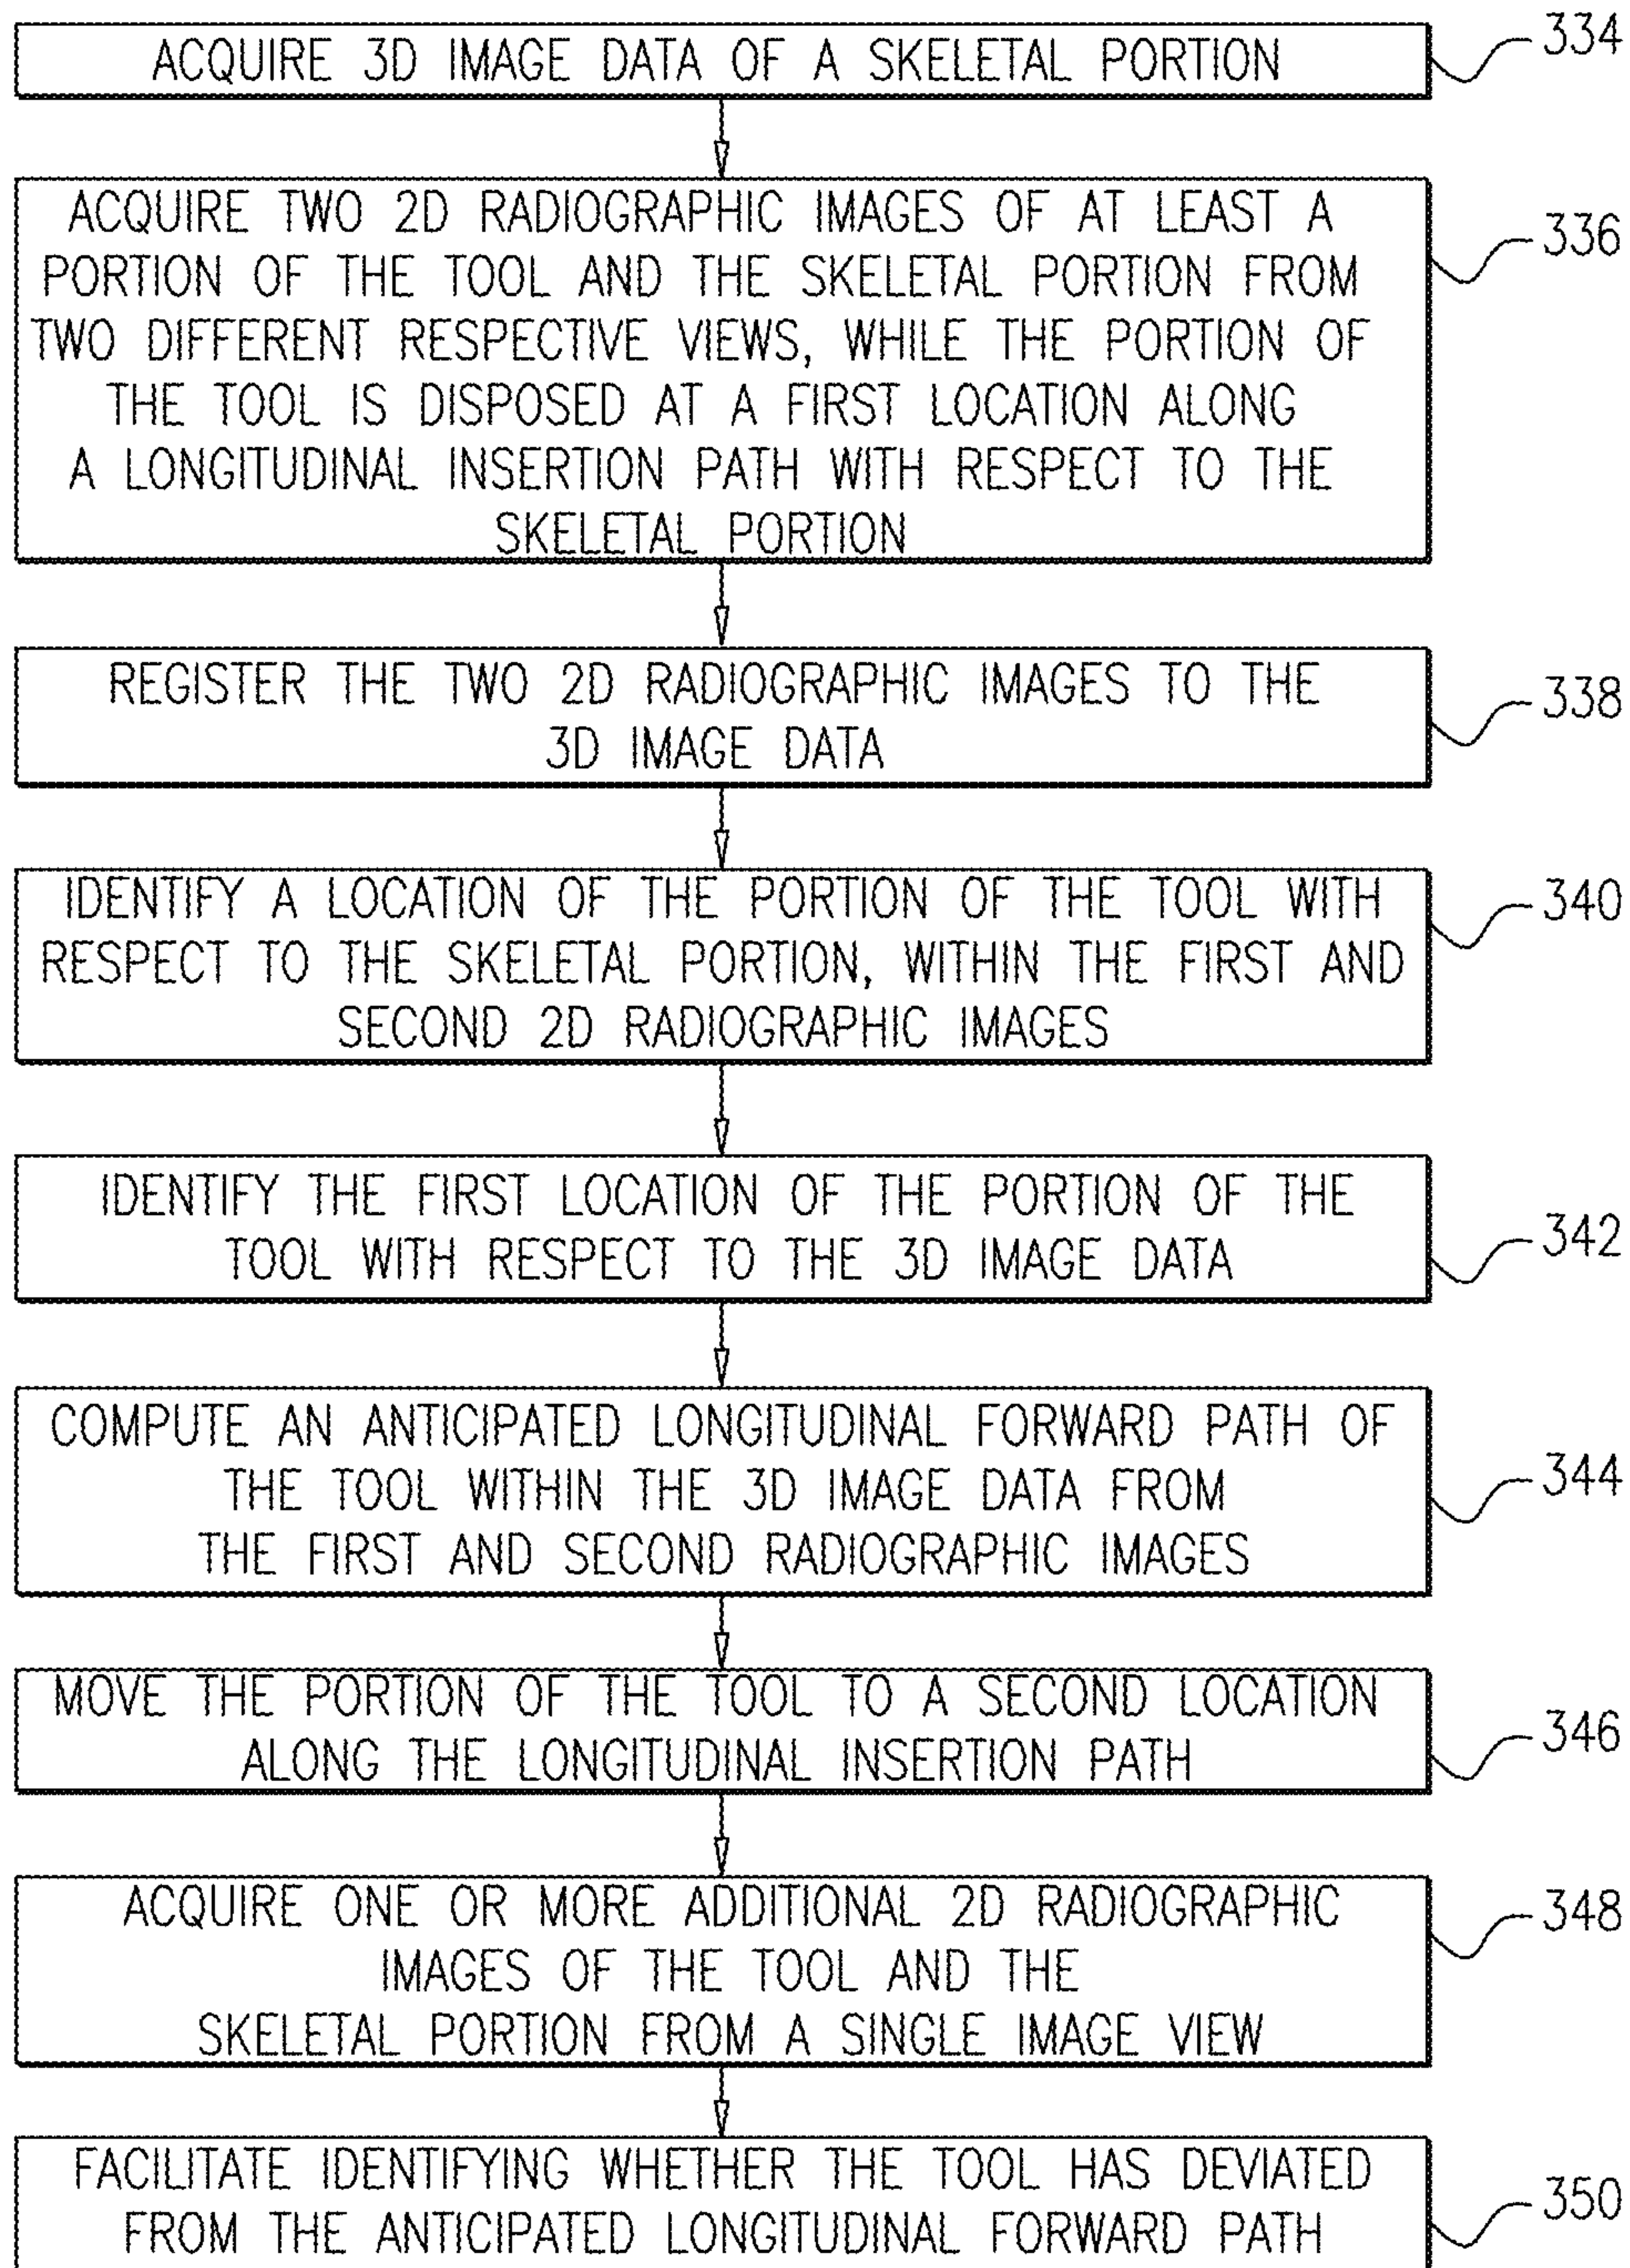 ACQUIRE 3D IMAGE DATA OF A SKELETAL PORTION
334
ACQUIRE TWO 2D RADIOGRAPHIC IMAGES OF AT LEAST A
PORTION OF THE TOOL AND THE SKELETAL PORTION FROM
TWO DIFFERENT RESPECTIVE VIEWS, WHILE THE PORTION OF
THE TOOL IS DISPOSED AT A FIRST LOCATION ALONG
A LONGITUDINAL INSERTION PATH WITH RESPECT TO THE
SKELETAL PORTION
336
REGISTER THE TWO 2D RADIOGRAPHIC IMAGES TO THE
3D IMAGE DATA
338
IDENTIFY A LOCATION OF THE PORTION OF THE TOOL WITH
RESPECT TO THE SKELETAL PORTION, WITHIN THE FIRST AND
SECOND 2D RADIOGRAPHIC IMAGES
340
IDENTIFY THE FIRST LOCATION OF THE PORTION OF THE
TOOL WITH RESPECT TO THE 3D IMAGE DATA
342
COMPUTE AN ANTICIPATED LONGITUDINAL FORWARD PATH OF
THE TOOL WITHIN THE 3D IMAGE DATA FROM
THE FIRST AND SECOND RADIOGRAPHIC IMAGES
344
MOVE THE PORTION OF THE TOOL TO A SECOND LOCATION
ALONG THE LONGITUDINAL INSERTION PATH
346
ACQUIRE ONE OR MORE ADDITIONAL 2D RADIOGRAPHIC
IMAGES OF THE TOOL AND THE
SKELETAL PORTION FROM A SINGLE IMAGE VIEW
348
FACILITATE IDENTIFYING WHETHER THE TOOL HAS DEVIATED
FROM THE ANTICIPATED LONGITUDINAL FORWARD PATH
350